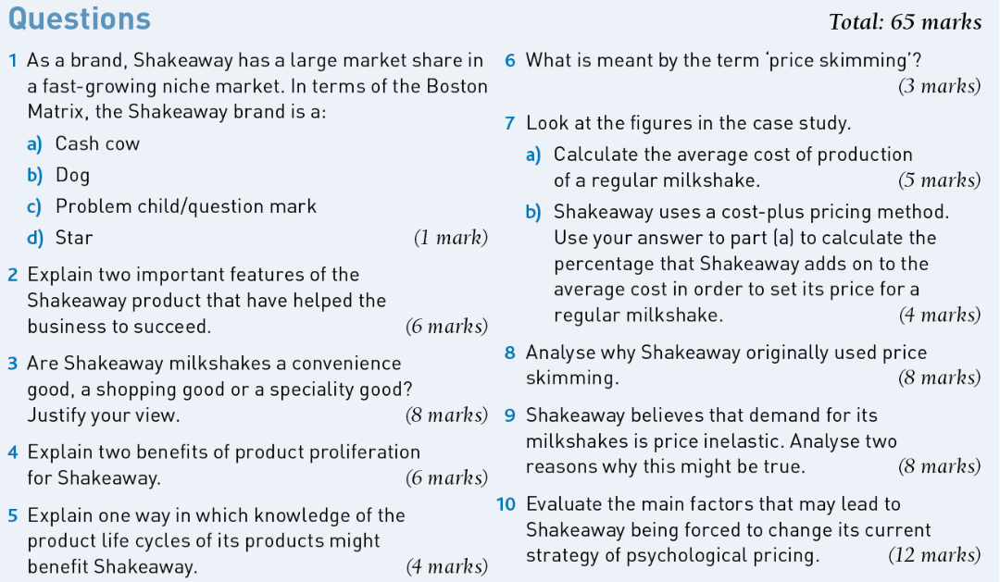 Questions
Total: 65 marks
1 As a brand, Shakeaway has a large market share in
a fast-growing niche market. In terms of the Boston
Matrix, the Shakeaway brand is a:
a) Cash cow
b) Dog
c) Problem child/question mark
d) Star (1 mark)
2 Explain two important features of the
Shakeaway product that have helped the
business to succeed. (6 marks)
3 Are Shakeaway milkshakes a convenience
good, a shopping good or a speciality good?
Justify your view. (8 marks)
4 Explain two benefits of product proliferation
for Shakeaway. (6 marks)
5 Explain one way in which knowledge of the
product life cycles of its products might
benefit Shakeaway. (4 marks)
6 What is meant by the term ‘price skimming’?
(3 marks)
7 Look at the figures in the case study.
a) Calculate the average cost of production
of a regular milkshake. (5 marks)
b) Shakeaway uses a cost-plus pricing method.
Use your answer to part (a) to calculate the
percentage that Shakeaway adds on to the
average cost in order to set its price for a
regular milkshake. (4 marks)
8 Analyse why Shakeaway originally used price
skimming. (8 marks)
9 Shakeaway believes that demand for its
milkshakes is price inelastic. Analyse two
reasons why this might be true. (8 marks)
10 Evaluate the main factors that may lead to
Shakeaway being forced to change its current
strategy of psychological pricing. (12 marks)